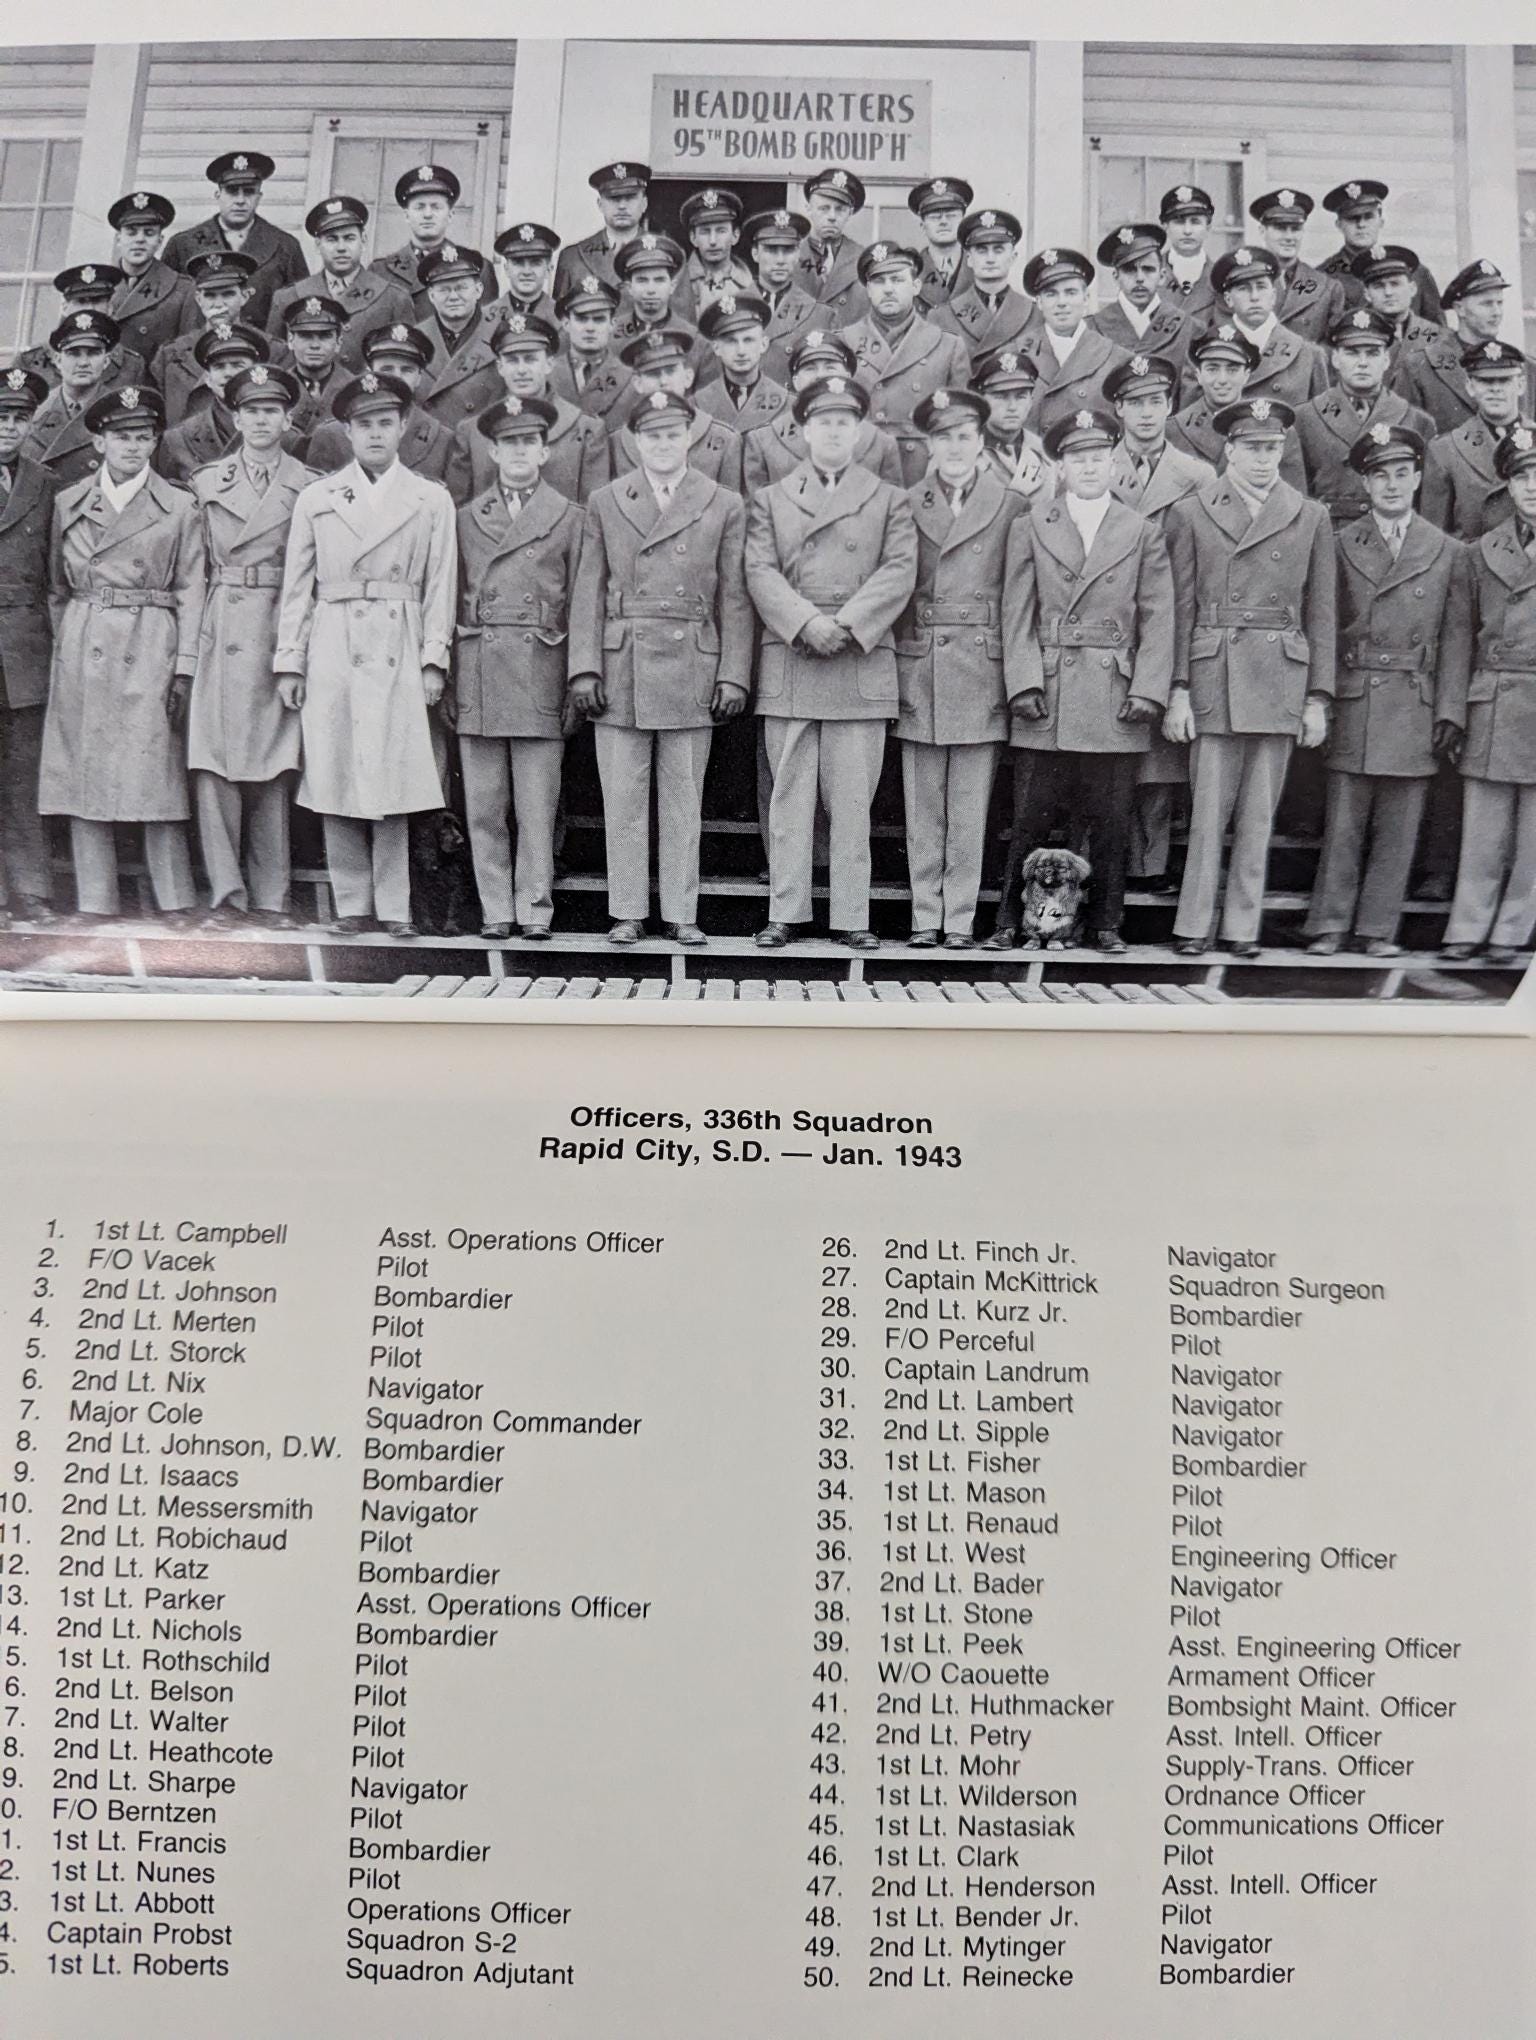 HEADQUARTERS
95TH BOMB GROUP "H"
Officers, 336th Squadron
Rapid City, S.D. — Jan. 1943
1. 1st Lt. Campbell Asst. Operations Officer
2. F/O Vacek Pilot
3. 2nd Lt. Johnson Bombardier
4. 2nd Lt. Merten Pilot
5. 2nd Lt. Storck Pilot
6. 2nd Lt. Nix Navigator
7. Major Cole Squadron Commander
8. 2nd Lt. Johnson, D.W. Bombardier
9. 2nd Lt. Isaacs Bombardier
10. 2nd Lt. Messersmith Navigator
11. 2nd Lt. Robichaud Pilot
12. 2nd Lt. Katz Bombardier
13. 1st Lt. Parker Asst. Operations Officer
4. 2nd Lt. Nichols Bombardier
5. 1st Lt. Rothschild Pilot
6. 2nd Lt. Belson Pilot
7. 2nd Lt. Walter Pilot
8. 2nd Lt. Heathcote Pilot
9. 2nd Lt. Sharpe Navigator
0. F/O Berntzen Pilot
1. 1st Lt. Francis Bombardier
2. 1st Lt. Nunes Pilot
3. 1st Lt. Abbott Operations Officer
4. Captain Probst Squadron S-2
5. 1st Lt. Roberts Squadron Adjutant
26. 2nd Lt. Finch Jr. Navigator
27. Captain McKittrick Squadron Surgeon
28. 2nd Lt. Kurz Jr. Bombardier
29. F/O Perceful Pilot
30. Captain Landrum Navigator
31. 2nd Lt. Lambert Navigator
32. 2nd Lt. Sipple Navigator
33. 1st Lt. Fisher Bombardier
34. 1st Lt. Mason Pilot
35. 1st Lt. Renaud Pilot
36. 1st Lt. West Engineering Officer
37. 2nd Lt. Bader Navigator
38. 1st Lt. Stone Pilot
39. 1st Lt. Peek Asst. Engineering Officer
40. W/O Caouette Armament Officer
41. 2nd Lt. Huthmacker Bombsight Maint. Officer
42. 2nd Lt. Petry Asst. Intell. Officer
43. 1st Lt. Mohr Supply-Trans. Officer
44. 1st Lt. Wilderson Ordnance Officer
45. 1st Lt. Nastasiak Communications Officer
46. 1st Lt. Clark Pilot
47. 2nd Lt. Henderson Asst. Intell. Officer
48. 1st Lt. Bender Jr. Pilot
49. 2nd Lt. Mytinger Navigator
50. 2nd Lt. Reinecke Bombardier